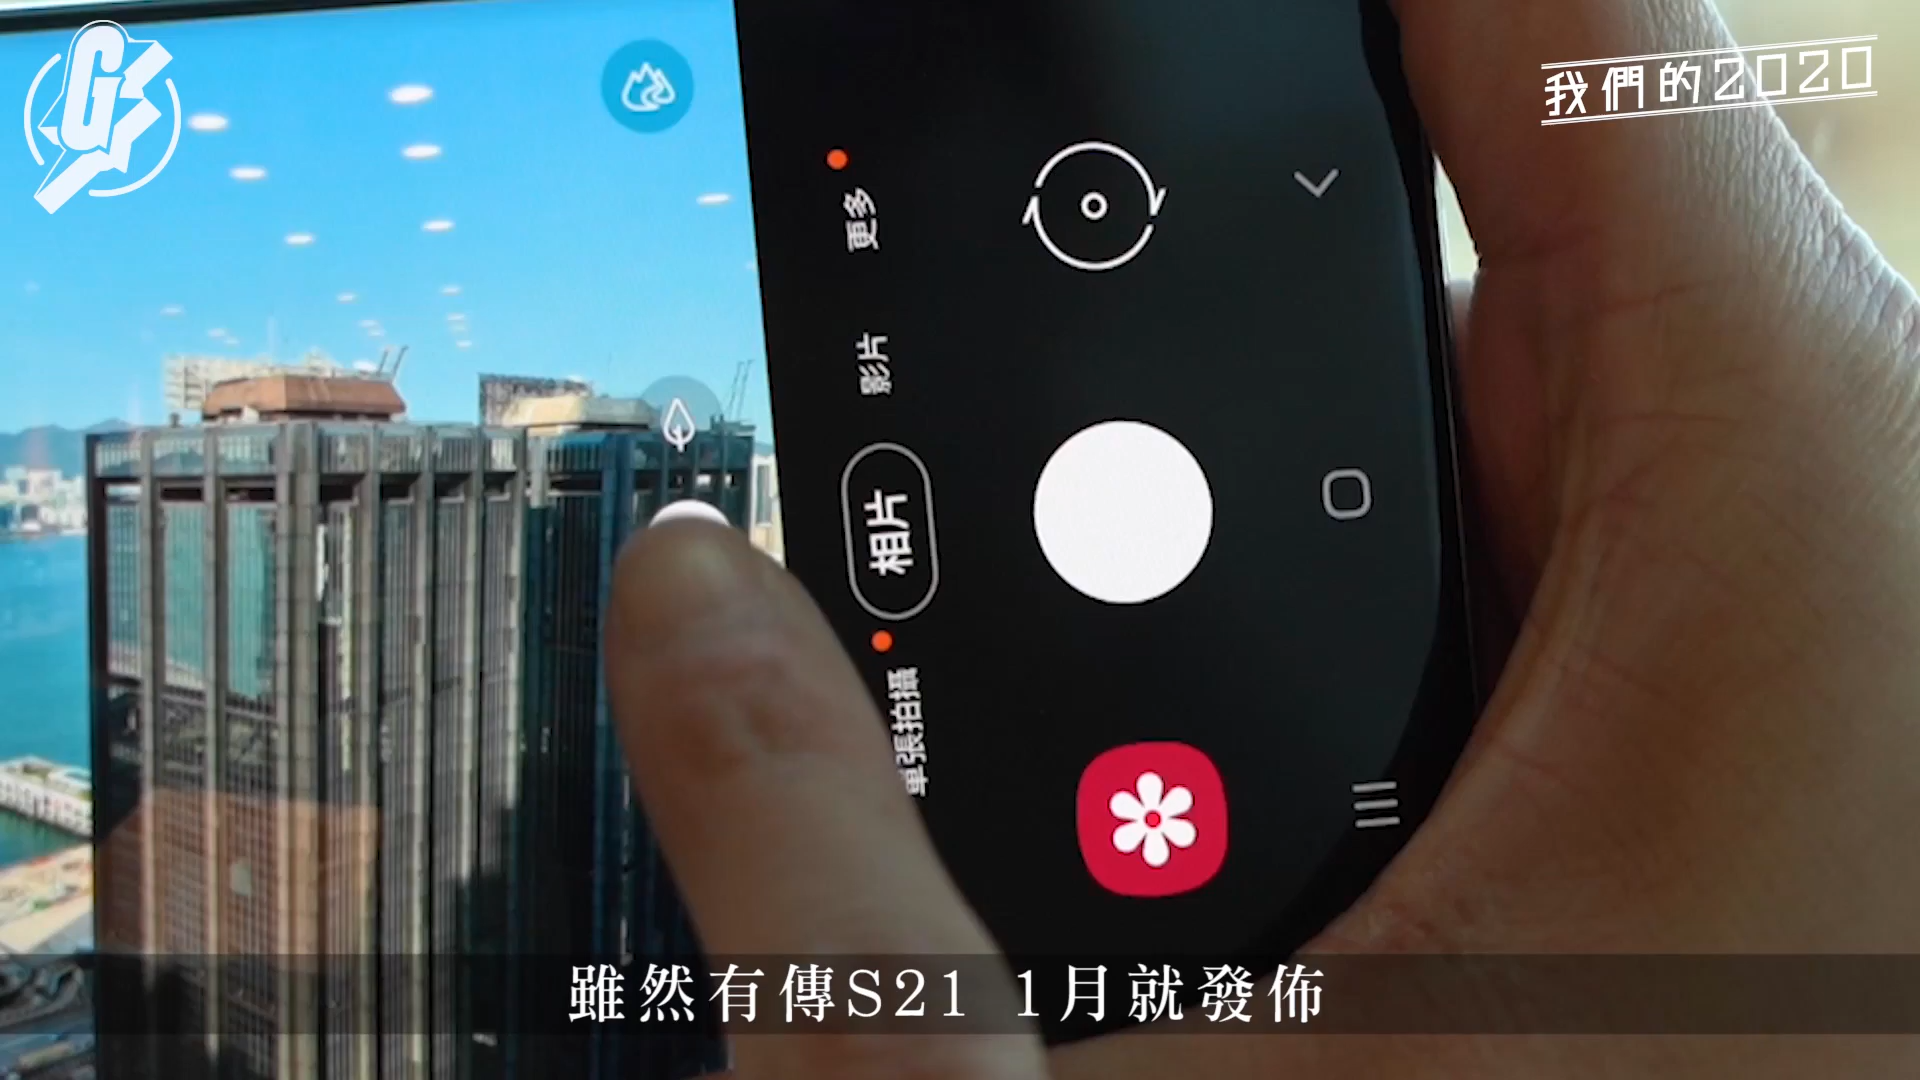 我們的2020
更多
影片
相片
單張拍攝
雖然有傳S21 1月就發佈